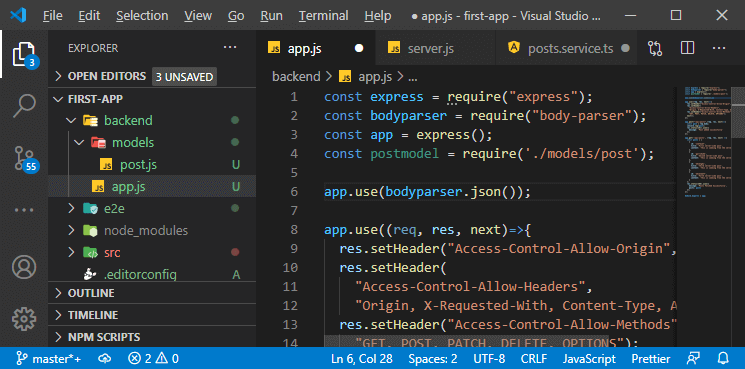 File Edit View Go Run Terminal Help ● app.js - first-app - Visual Studio ...
EXPLORER ...
OPEN EDITORS 3 UNSAVED
FIRST-APP
backend
models
JS post.js U
JS app.js U
e2e
node_modules
src
.editorconfig A
OUTLINE
TIMELINE
NPM SCRIPTS
3
55
JS app.js ● JS server.js posts.service.ts ...
backend > JS app.js > ...
1 const express = require("express");
2 const bodyparser = require("body-parser");
3 const app = express();
4 const postmodel = require('./models/post');
5
6 app.use(bodyparser.json());
7
8 app.use((req, res, next)=>{
9 res.setHeader("Access-Control-Allow-Origin",
10 res.setHeader(
11 "Access-Control-Allow-Headers",
12 "Origin, X-Requested-With, Content-Type, A
13 res.setHeader("Access-Control-Allow-Methods"
14 "GET, POST, PATCH, DELETE, OPTIONS");
master*+ 2 0 Ln 6, Col 28 Spaces: 2 UTF-8 CRLF JavaScript Prettier